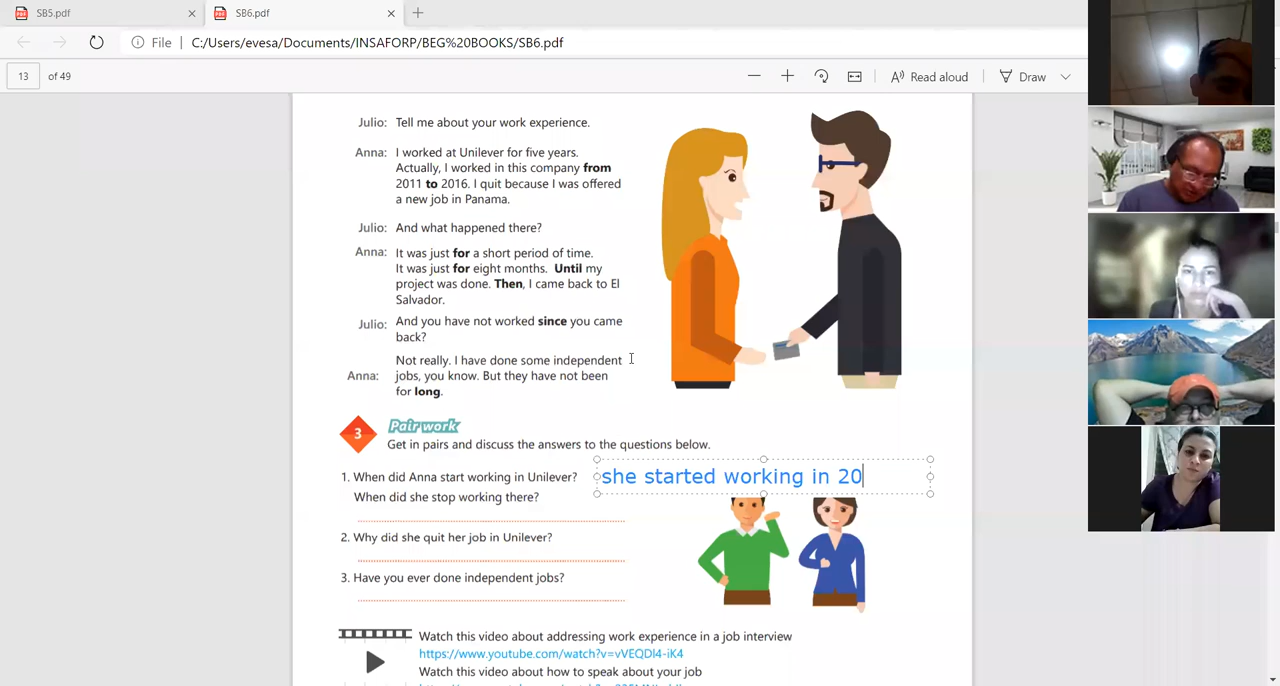 SB5.pdf
SB6.pdf
File
C:/Users/evesa/Documents/INSAFORP/BEG%20BOOKS/SB6.pdf
13 of 49
Read aloud
Draw
Julio: Tell me about your work experience.
Anna: I worked at Unilever for five years.
Actually, I worked in this company from
2011 to 2016. I quit because I was offered
a new job in Panama.
Julio: And what happened there?
Anna: It was just for a short period of time.
It was just for eight months. Until my
project was done. Then, I came back to El
Salvador.
Julio: And you have not worked since you came
back?
Not really. I have done some independent
Anna: jobs, you know. But they have not been
for long.
3
Pair work
Get in pairs and discuss the answers to the questions below.
1. When did Anna start working in Unilever?
she started working in 20
When did she stop working there?
2. Why did she quit her job in Unilever?
3. Have you ever done independent jobs?
Watch this video about addressing work experience in a job interview
https://www.youtube.com/watch?v=vVEQDl4-iK4
Watch this video about how to speak about your job